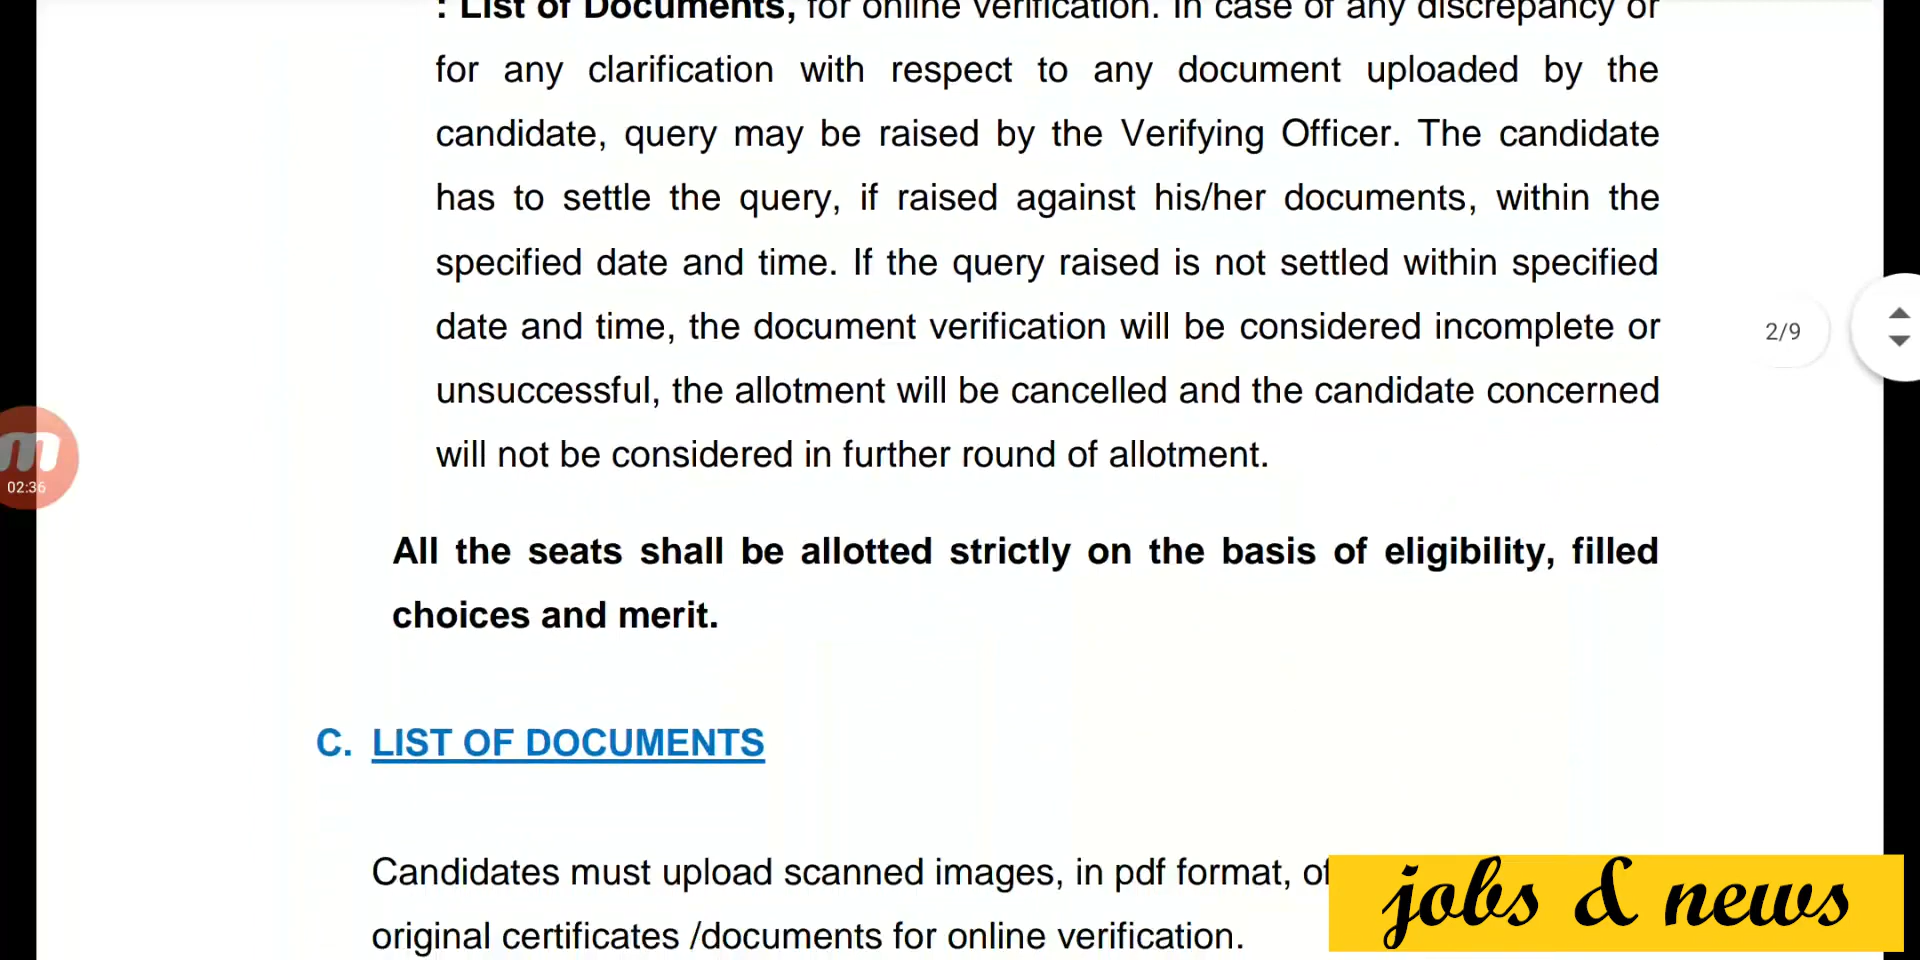 : List of Documents, for online verification. In case of any discrepancy or
for any clarification with respect to any document uploaded by the
candidate, query may be raised by the Verifying Officer. The candidate
has to settle the query, if raised against his/her documents, within the
specified date and time. If the query raised is not settled within specified
date and time, the document verification will be considered incomplete or
unsuccessful, the allotment will be cancelled and the candidate concerned
will not be considered in further round of allotment.
2/9
02:36
All the seats shall be allotted strictly on the basis of eligibility, filled
choices and merit.
C. LIST OF DOCUMENTS
Candidates must upload scanned images, in pdf format, of
original certificates /documents for online verification.
jobs & news